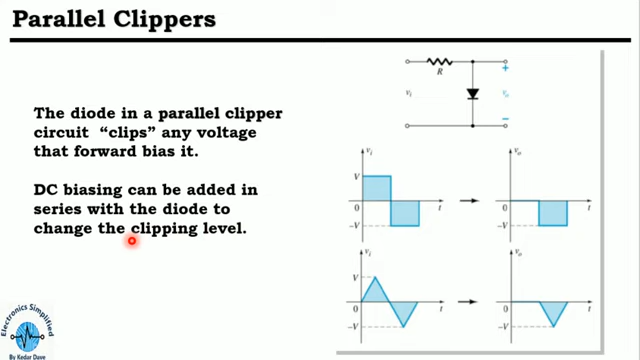 Parallel Clippers
The diode in a parallel clipper
circuit “clips” any voltage
that forward bias it.
DC biasing can be added in
series with the diode to
change the clipping level.
R
+
vi
vo
−
vi
V
0
t
−V
vo
0
t
−V
vi
V
0
t
−V
vo
0
t
−V
Electronics Simplified
By Kedar Dave